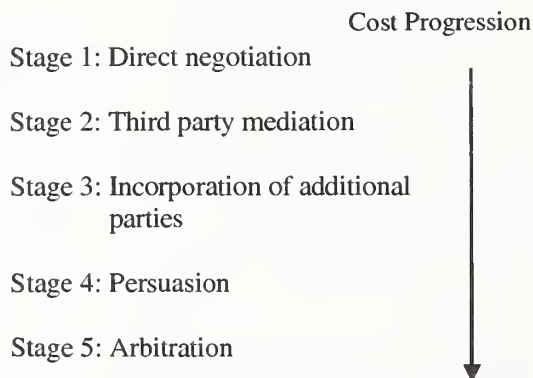 Cost Progression
Stage 1: Direct negotiation
Stage 2: Third party mediation
Stage 3: Incorporation of additional
parties
Stage 4: Persuasion
Stage 5: Arbitration